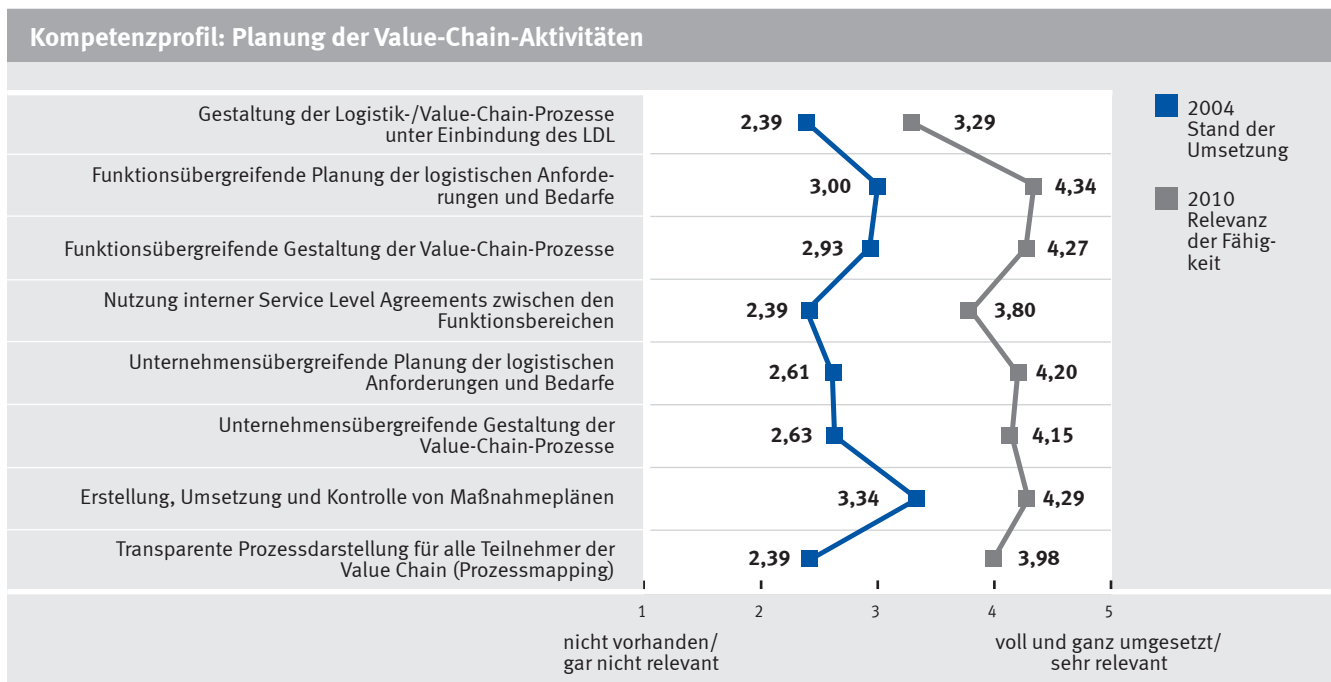 Kompetenzprofil: Planung der Value-Chain-Aktivitäten
Gestaltung der Logistik-/Value-Chain-Prozesse
unter Einbindung des LDL
2,39
3,29
Funktionsübergreifende Planung der logistischen Anforde-
rungen und Bedarfe
3,00
4,34
Funktionsübergreifende Gestaltung der Value-Chain-Prozesse
2,93
4,27
Nutzung interner Service Level Agreements zwischen den
Funktionsbereichen
2,39
3,80
Unternehmensübergreifende Planung der logistischen
Anforderungen und Bedarfe
2,61
4,20
Unternehmensübergreifende Gestaltung der
Value-Chain-Prozesse
2,63
4,15
Erstellung, Umsetzung und Kontrolle von Maßnahmeplänen
3,34
4,29
Transparente Prozessdarstellung für alle Teilnehmer der
Value Chain (Prozessmapping)
2,39
3,98
1 2 3 4 5
nicht vorhanden/
gar nicht relevant
voll und ganz umgesetzt/
sehr relevant
2004
Stand der
Umsetzung
2010
Relevanz
der Fähig-
keit